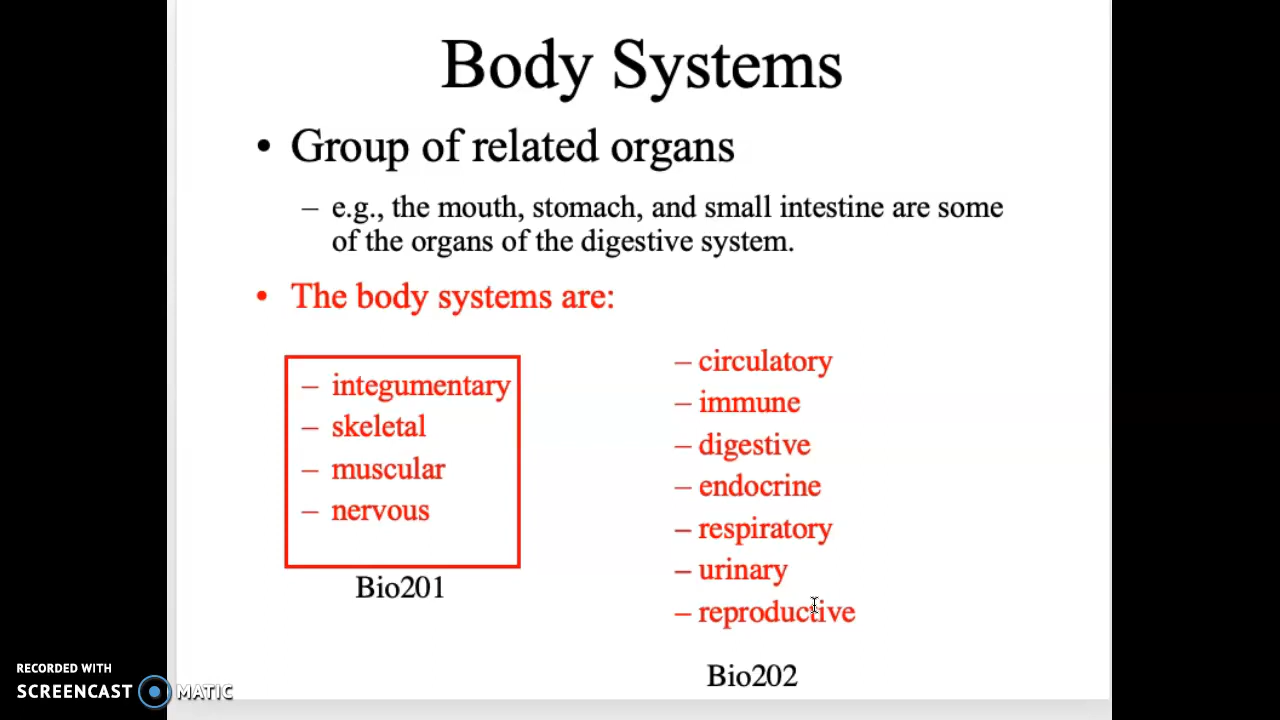 Body Systems
• Group of related organs
– e.g., the mouth, stomach, and small intestine are some
of the organs of the digestive system.
• The body systems are:
– integumentary
– skeletal
– muscular
– nervous
Bio201
– circulatory
– immune
– digestive
– endocrine
– respiratory
– urinary
– reproductive
Bio202
RECORDED WITH
SCREENCAST MATIC